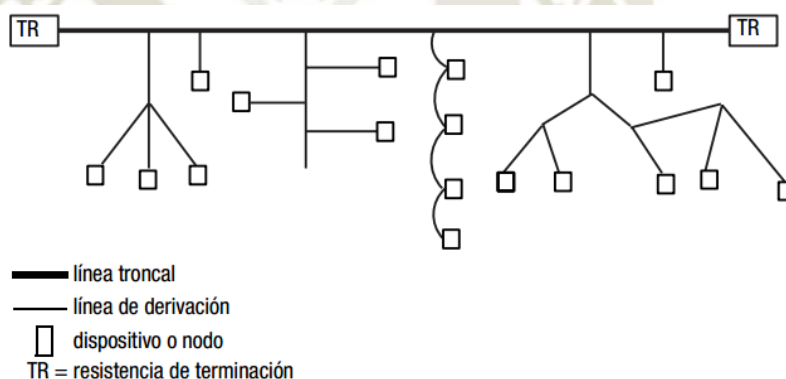 TR
TR
línea troncal
línea de derivación
dispositivo o nodo
TR = resistencia de terminación